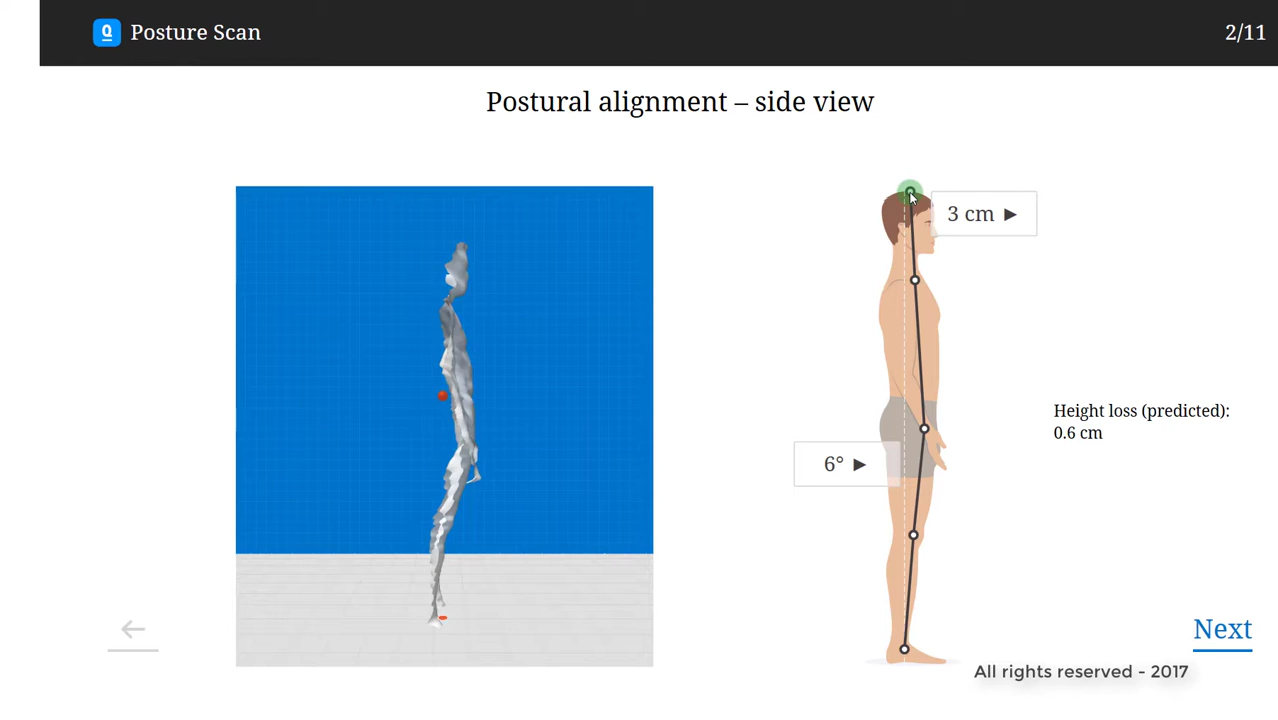 Posture Scan
2/11
Postural alignment – side view
3 cm ►
Height loss (predicted):
0.6 cm
6° ►
Next
All rights reserved - 2017